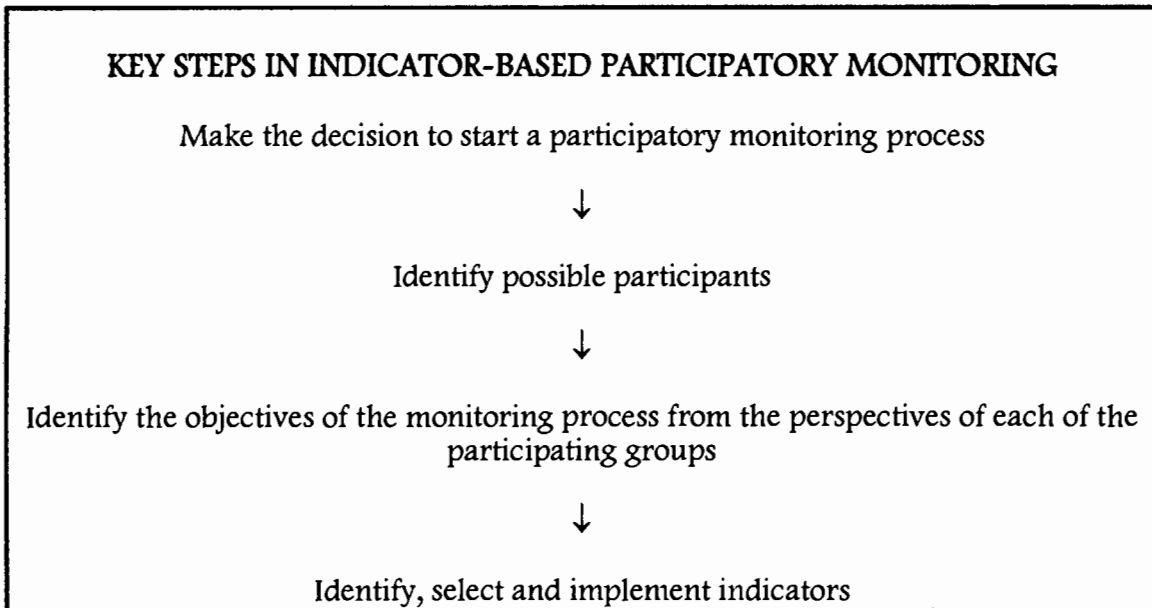 KEY STEPS IN INDICATOR-BASED PARTICIPATORY MONITORING
Make the decision to start a participatory monitoring process
↓
Identify possible participants
↓
Identify the objectives of the monitoring process from the perspectives of each of the
participating groups
↓
Identify, select and implement indicators